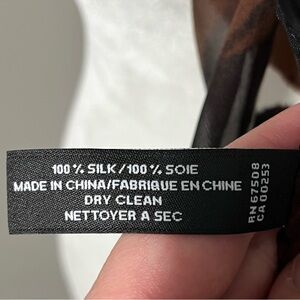 100 % SILK / 100 % SOIE
MADE IN CHINA/FABRIQUE EN CHINE
DRY CLEAN
NETTOYER A SEC
RN 67508
CA 00253